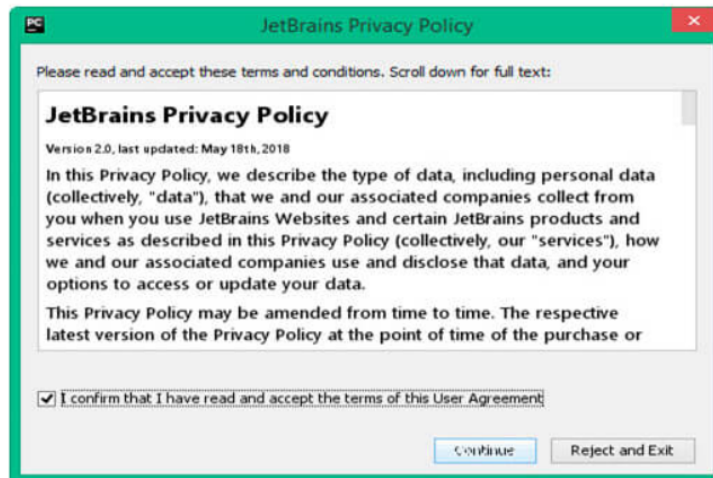 PC
JetBrains Privacy Policy
Please read and accept these terms and conditions. Scroll down for full text:
JetBrains Privacy Policy
Version 2.0, last updated: May 18th, 2018
In this Privacy Policy, we describe the type of data, including personal data
(collectively, "data"), that we and our associated companies collect from
you when you use JetBrains Websites and certain JetBrains products and
services as described in this Privacy Policy (collectively, our "services"), how
we and our associated companies use and disclose that data, and your
options to access or update your data.
This Privacy Policy may be amended from time to time. The respective
latest version of the Privacy Policy at the point of time of the purchase or
I confirm that I have read and accept the terms of this User Agreement
Continue Reject and Exit